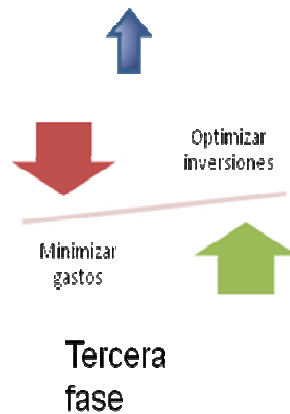 Optimizar
inversiones
Minimizar
gastos
Tercera
fase